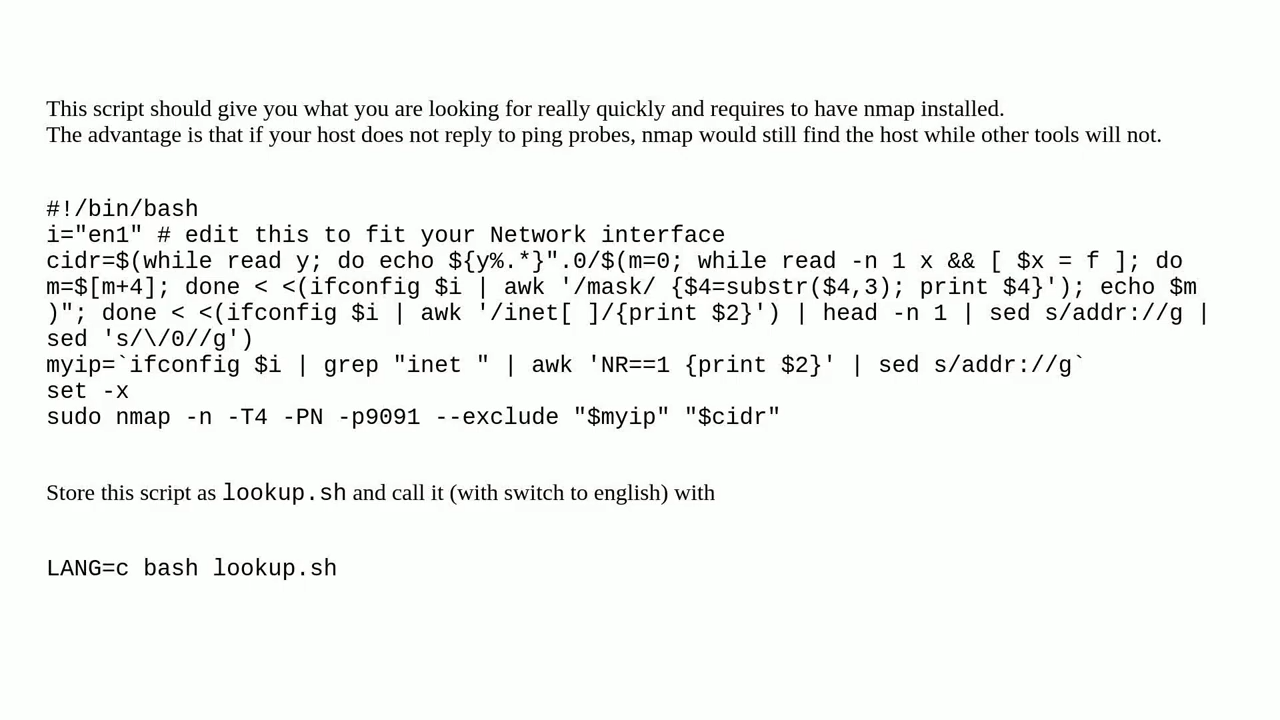 This script should give you what you are looking for really quickly and requires to have nmap installed.
The advantage is that if your host does not reply to ping probes, nmap would still find the host while other tools will not.
#!/bin/bash
i="en1" # edit this to fit your Network interface
cidr=$(while read y; do echo ${y%.*}".0/$(m=0; while read -n 1 x && [ $x = f ]; do
m=$[m+4]; done < <(ifconfig $i | awk '/mask/ {$4=substr($4,3); print $4}'); echo $m
)"; done < <(ifconfig $i | awk '/inet[ ]/{print $2}') | head -n 1 | sed s/addr://g |
sed 's/\/0//g')
myip=`ifconfig $i | grep "inet " | awk 'NR==1 {print $2}' | sed s/addr://g`
set -x
sudo nmap -n -T4 -PN -p9091 --exclude "$myip" "$cidr"
Store this script as lookup.sh and call it (with switch to english) with
LANG=c bash lookup.sh